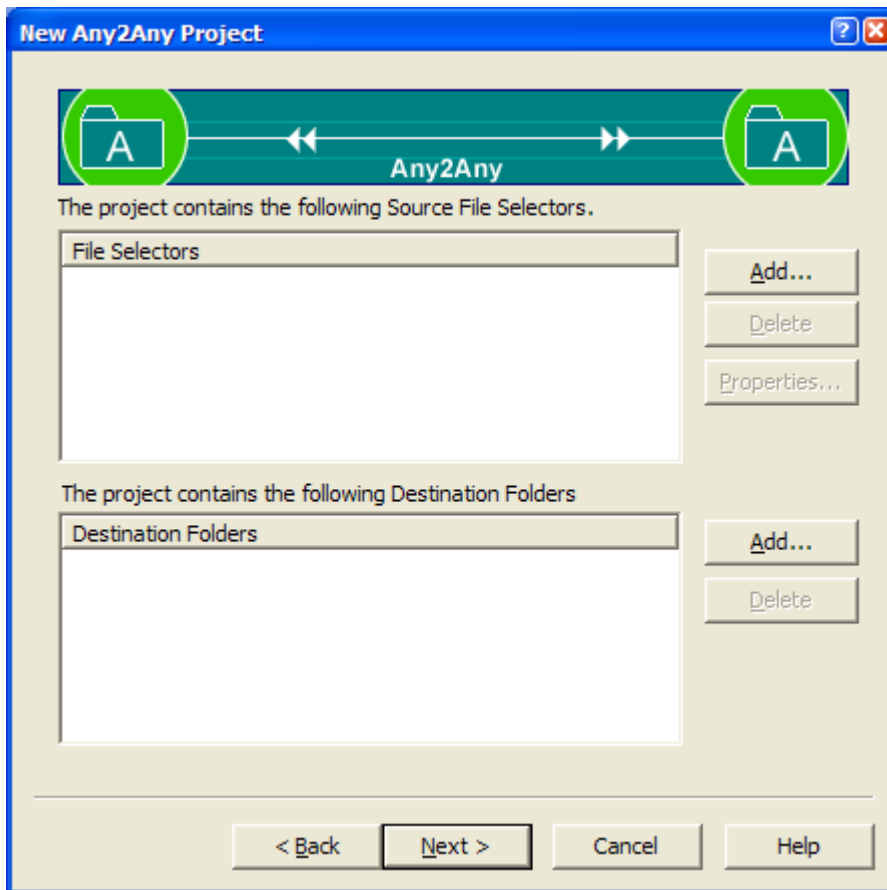 New Any2Any Project
A
A
Any2Any
The project contains the following Source File Selectors.
File Selectors
Add...
Delete
Properties...
The project contains the following Destination Folders
Destination Folders
Add...
Delete
< Back
Next >
Cancel
Help